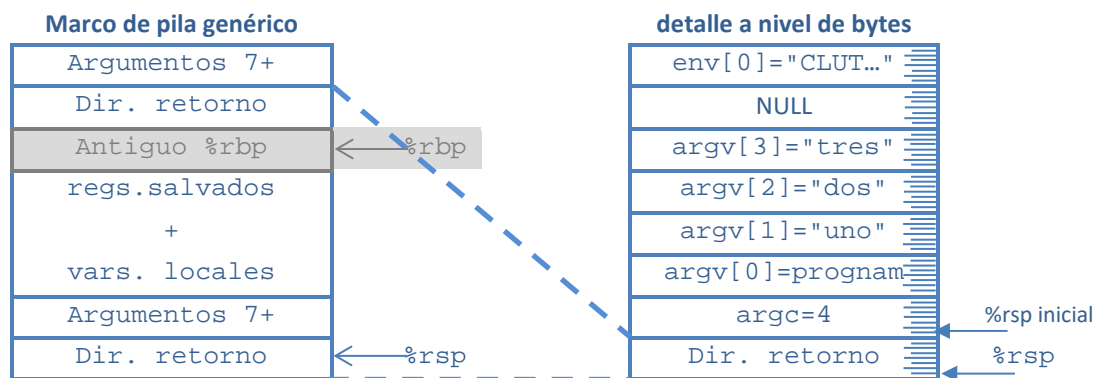 Marco de pila genérico
Argumentos 7+
Dir. retorno
Antiguo %rbp
%rbp
regs.salvados
+
vars. locales
Argumentos 7+
Dir. retorno
%rsp
detalle a nivel de bytes
env[0]="CLUT…"
NULL
argv[3]="tres"
argv[2]="dos"
argv[1]="uno"
argv[0]=prognam
argc=4
%rsp inicial
Dir. retorno
%rsp